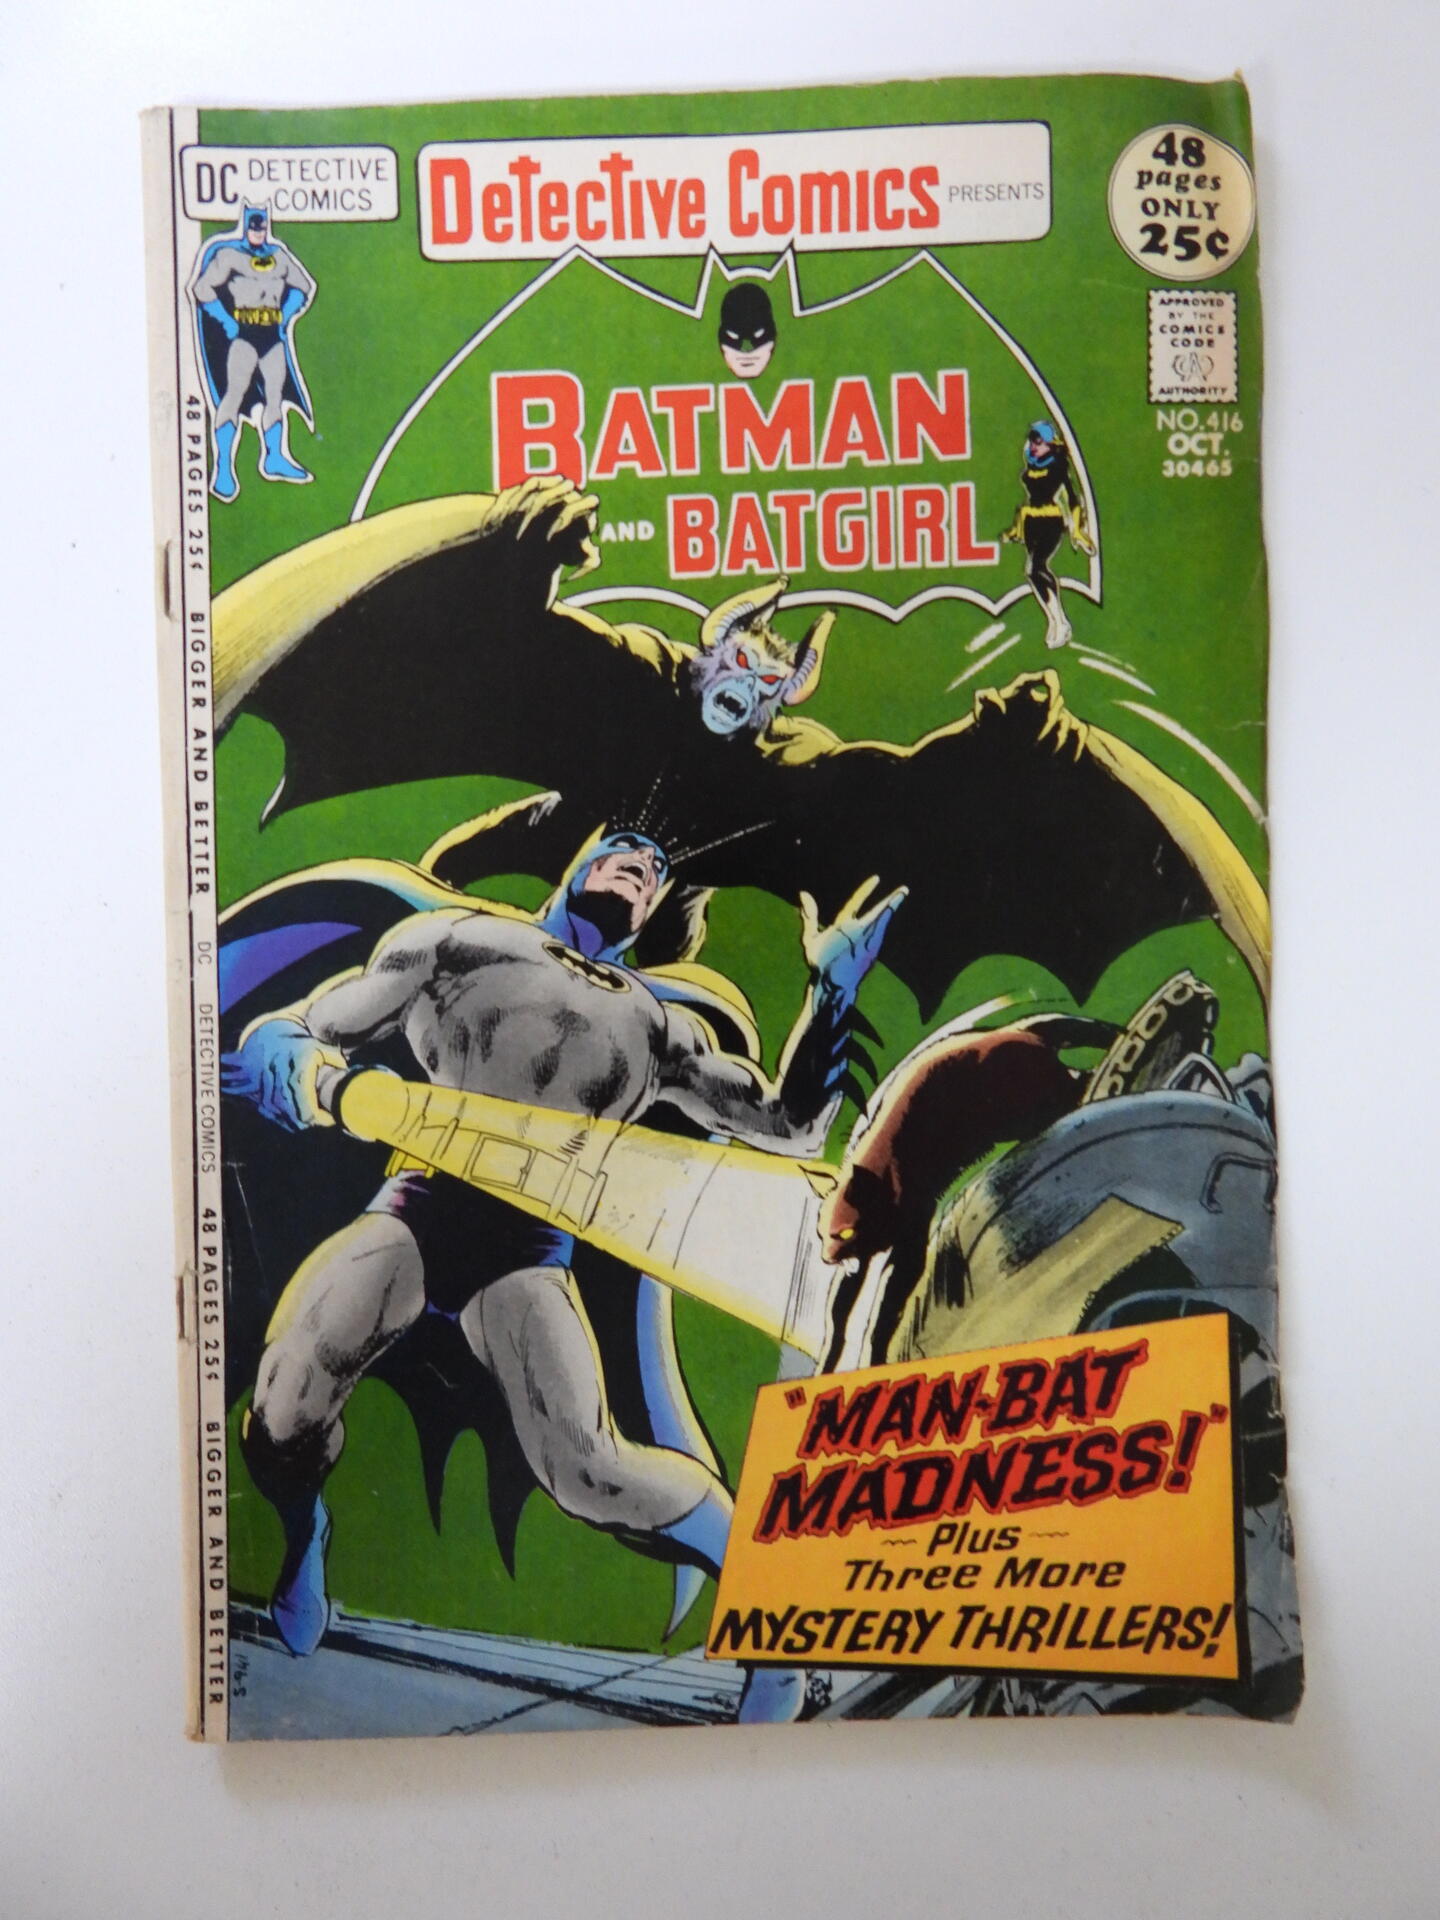 DC DETECTIVE
COMICS
Detective Comics PRESENTS
48
pages
ONLY
25¢
APPROVED
BY THE
COMICS
CODE
CA
AUTHORITY
NO.416
OCT.
30465
BATMAN
AND BATGIRL
48 PAGES 25¢ BIGGER AND BETTER DC DETECTIVE COMICS 48 PAGES 25¢ BIGGER AND BETTER
"MAN-BAT
MADNESS!"
Plus
Three More
MYSTERY THRILLERS!